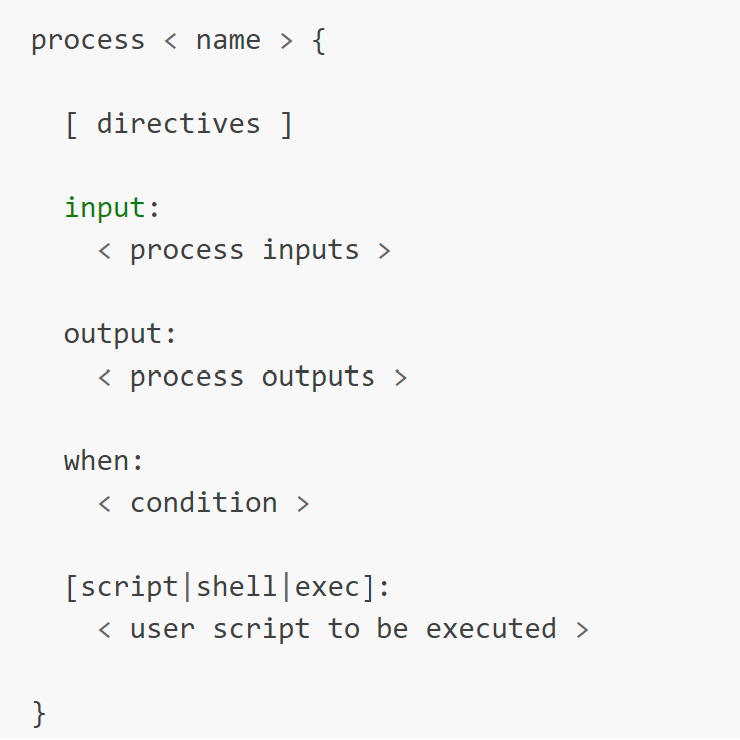 process < name > {
[ directives ]
input:
< process inputs >
output:
< process outputs >
when:
< condition >
[script|shell|exec]:
< user script to be executed >
}